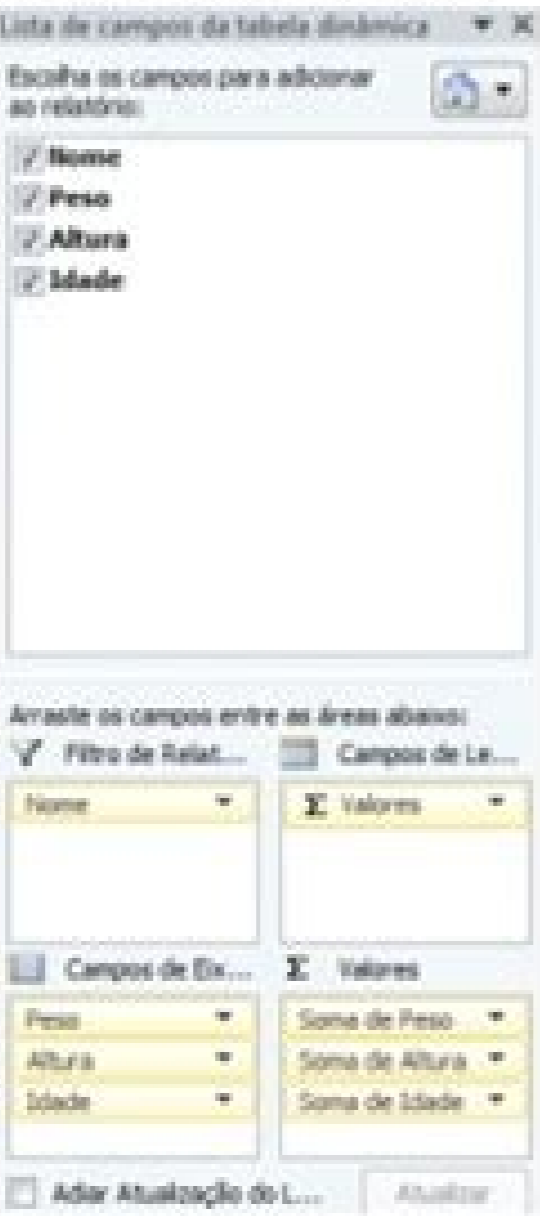 Lista de campos da tabela dinâmica
Escolha os campos para adicionar
ao relatório:
Nome
Peso
Altura
Idade
Arraste os campos entre as áreas abaixo:
Filtro de Relat...
Campos de Le...
Nome
Σ Valores
Campos de Eix...
Σ Valores
Peso
Soma de Peso
Altura
Soma de Altura
Idade
Soma de Idade
Adiar Atualização do L...
Atualizar